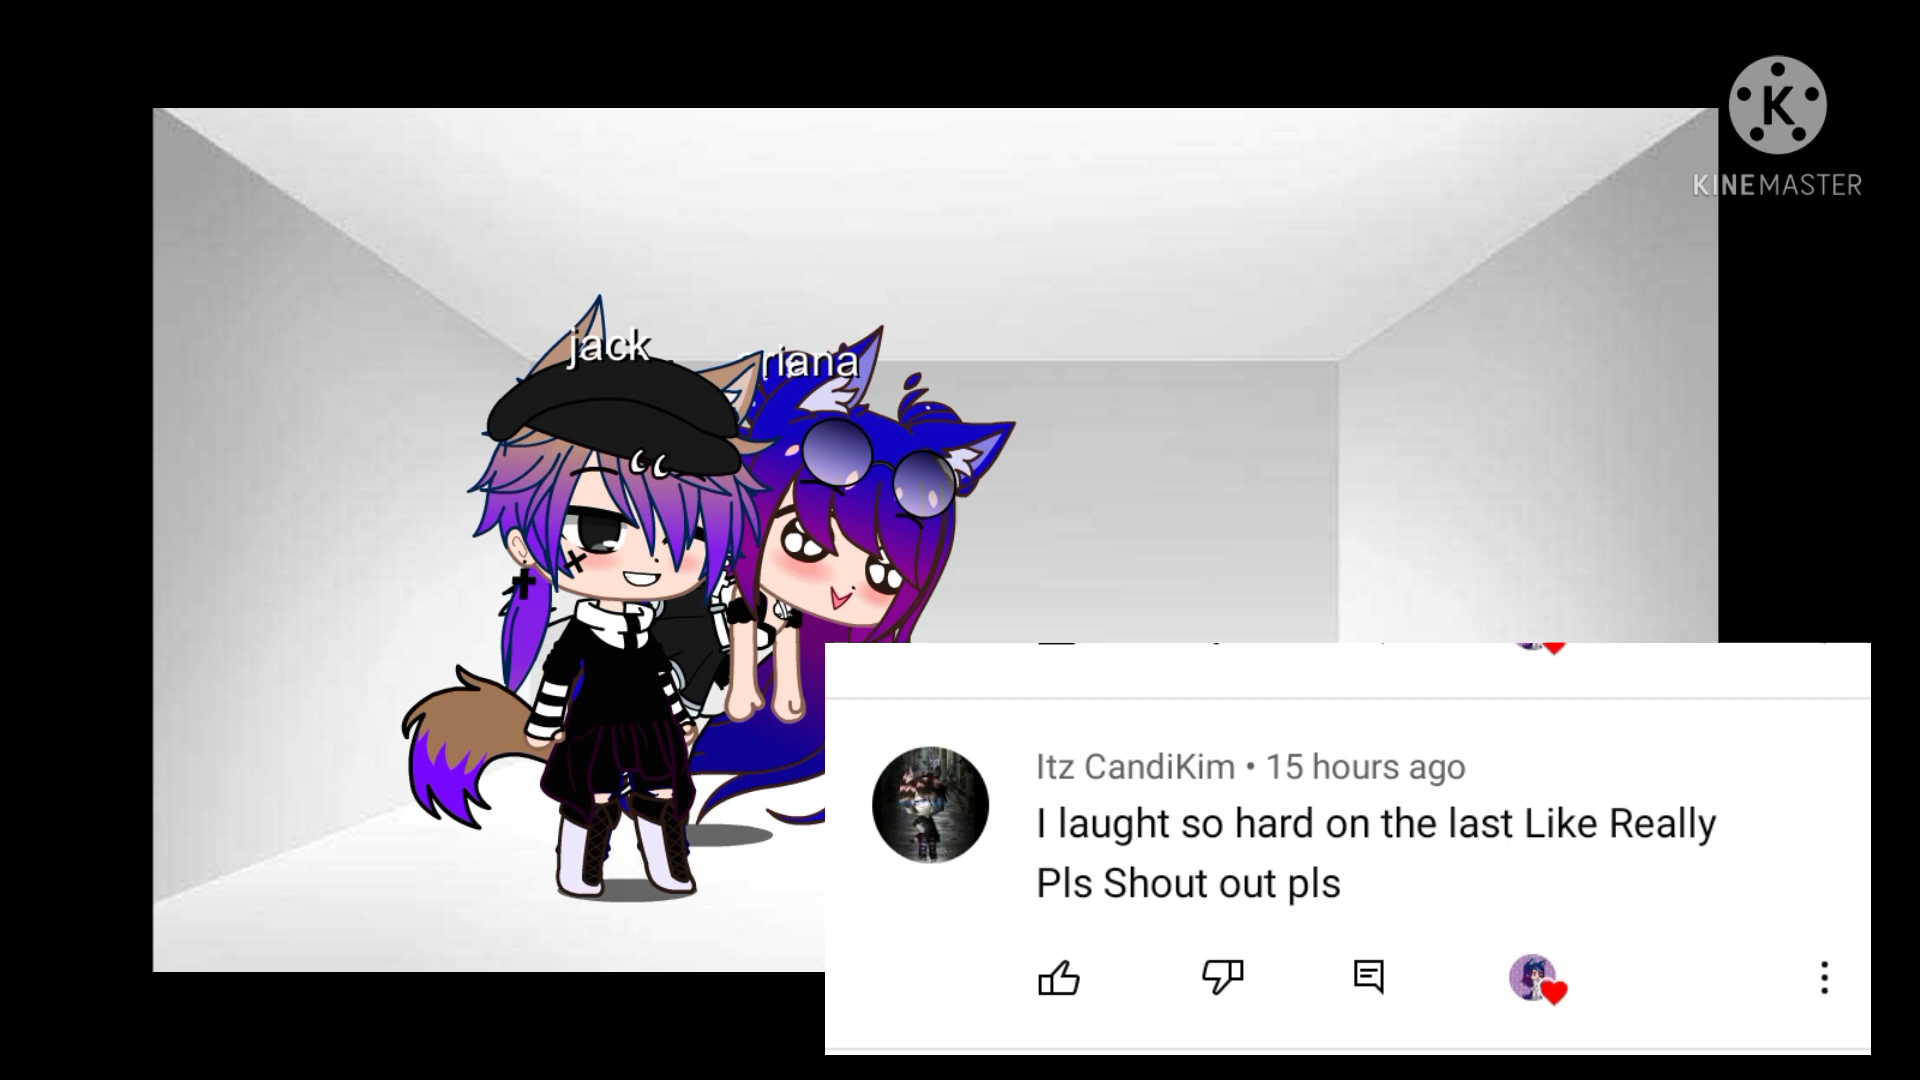 K
KINEMASTER
jack
riana
Itz CandiKim • 15 hours ago
I laught so hard on the last Like Really
Pls Shout out pls